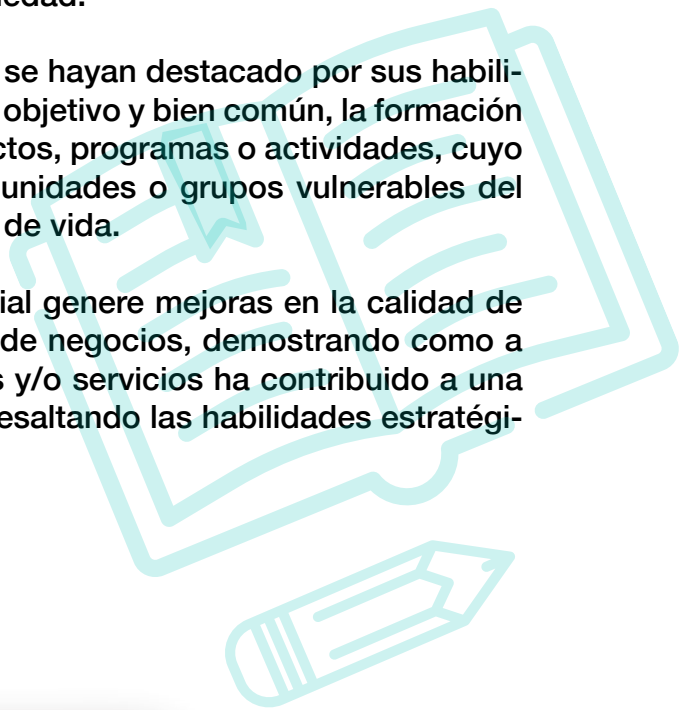 se hayan destacado por sus habili-
objetivo y bien común, la formación
ctos, programas o actividades, cuyo
unidades o grupos vulnerables del
de vida.
ial genere mejoras en la calidad de
de negocios, demostrando como a
s y/o servicios ha contribuido a una
esaltando las habilidades estratégi-